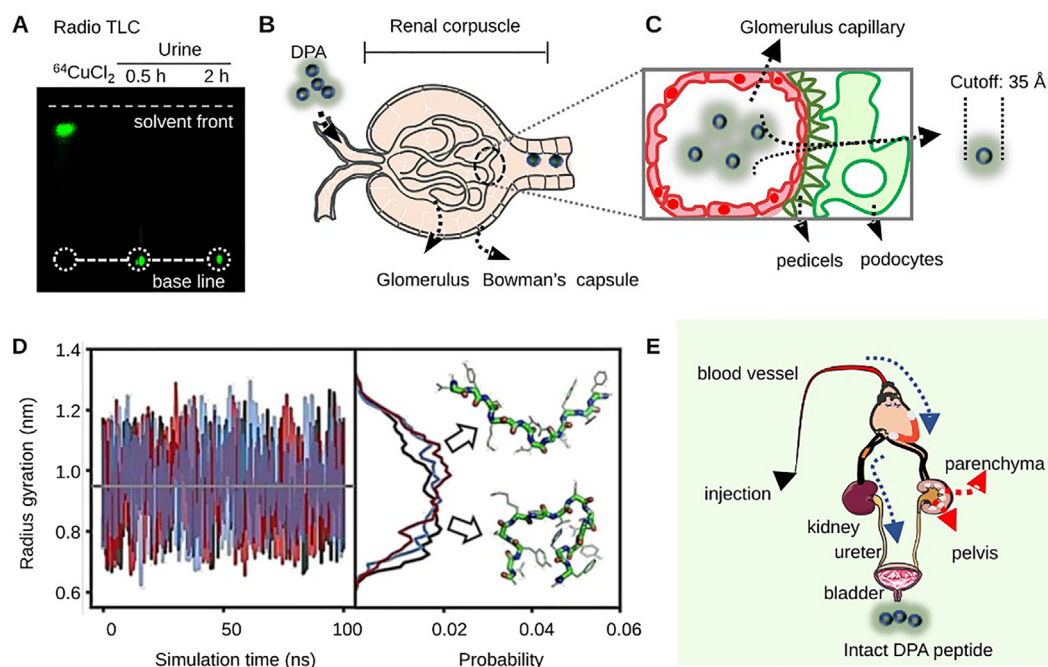 A
Radio TLC
Urine
⁶⁴CuCl₂ 0.5 h 2 h
solvent front
base line
B
Renal corpuscle
DPA
Glomerulus Bowman's capsule
C
Glomerulus capillary
Cutoff: 35 Å
pedicels podocytes
D
Radius gyration (nm)
1.4
1.2
1.0
0.8
0.6
0 50 100
Simulation time (ns)
0 0.02 0.04 0.06
Probability
E
blood vessel
injection
parenchyma
kidney
ureter
pelvis
bladder
Intact DPA peptide